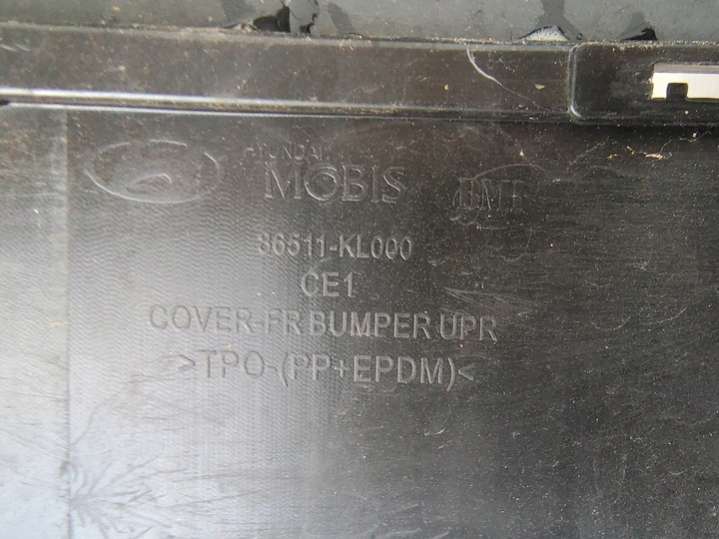 HYUNDAI
MOBIS
86511-KL000
CE1
COVER-FR BUMPER UPR
>TPO-(PP+EPDM)<